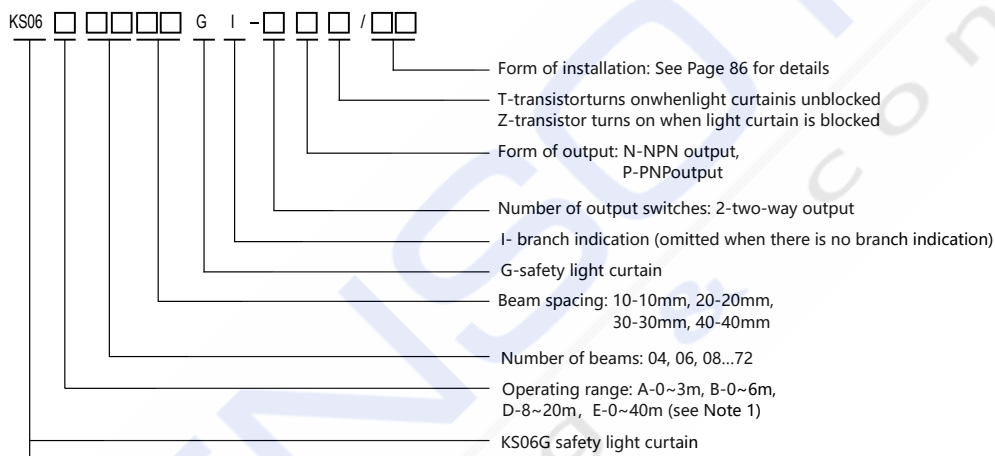 KS06 □ □□□□ G I -□ □ □ /□□
Form of installation: See Page 86 for details
T-transistorturns onwhenlight curtainis unblocked
Z-transistor turns on when light curtain is blocked
Form of output: N-NPN output,
P-PNPoutput
Number of output switches: 2-two-way output
I- branch indication (omitted when there is no branch indication)
G-safety light curtain
Beam spacing: 10-10mm, 20-20mm,
30-30mm, 40-40mm
Number of beams: 04, 06, 08...72
Operating range: A-0~3m, B-0~6m,
D-8~20m, E-0~40m (see Note 1)
KS06G safety light curtain